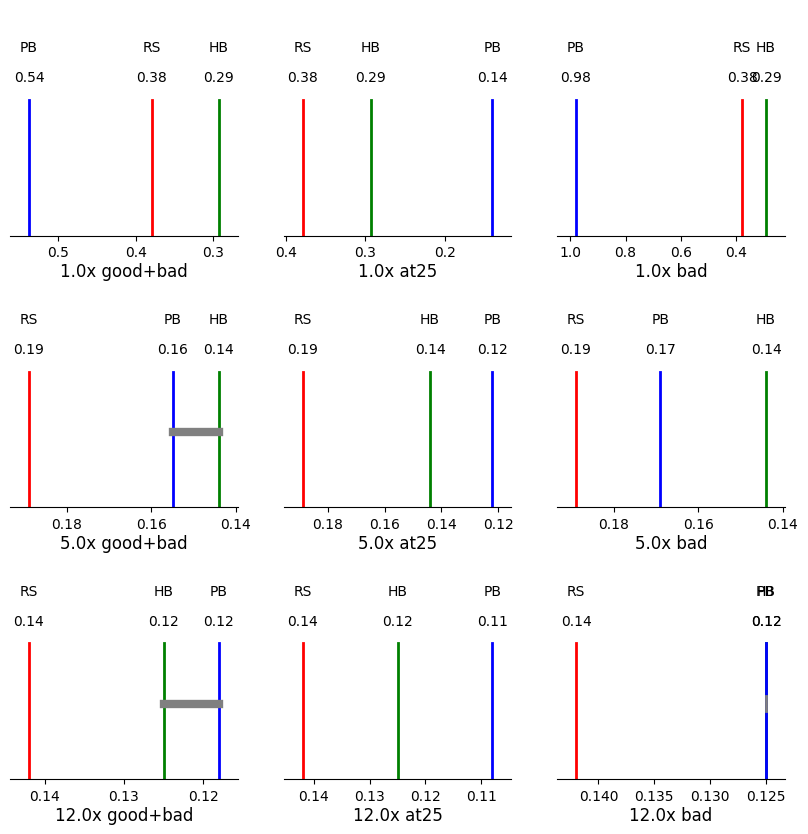 PB RS HB
0.54 0.38 0.29
0.5 0.4 0.3
1.0x good+bad
RS HB PB
0.38 0.29 0.14
0.4 0.3 0.2
1.0x at25
PB RS HB
0.98 0.38 0.29
1.0 0.8 0.6 0.4
1.0x bad
RS PB HB
0.19 0.16 0.14
0.18 0.16 0.14
5.0x good+bad
RS HB PB
0.19 0.14 0.12
0.18 0.16 0.14 0.12
5.0x at25
RS PB HB
0.19 0.17 0.14
0.18 0.16 0.14
5.0x bad
RS HB PB
0.14 0.12 0.12
0.14 0.13 0.12
12.0x good+bad
RS HB PB
0.14 0.12 0.11
0.14 0.13 0.12 0.11
12.0x at25
RS
0.14 0.12
0.140 0.135 0.130 0.125
12.0x bad